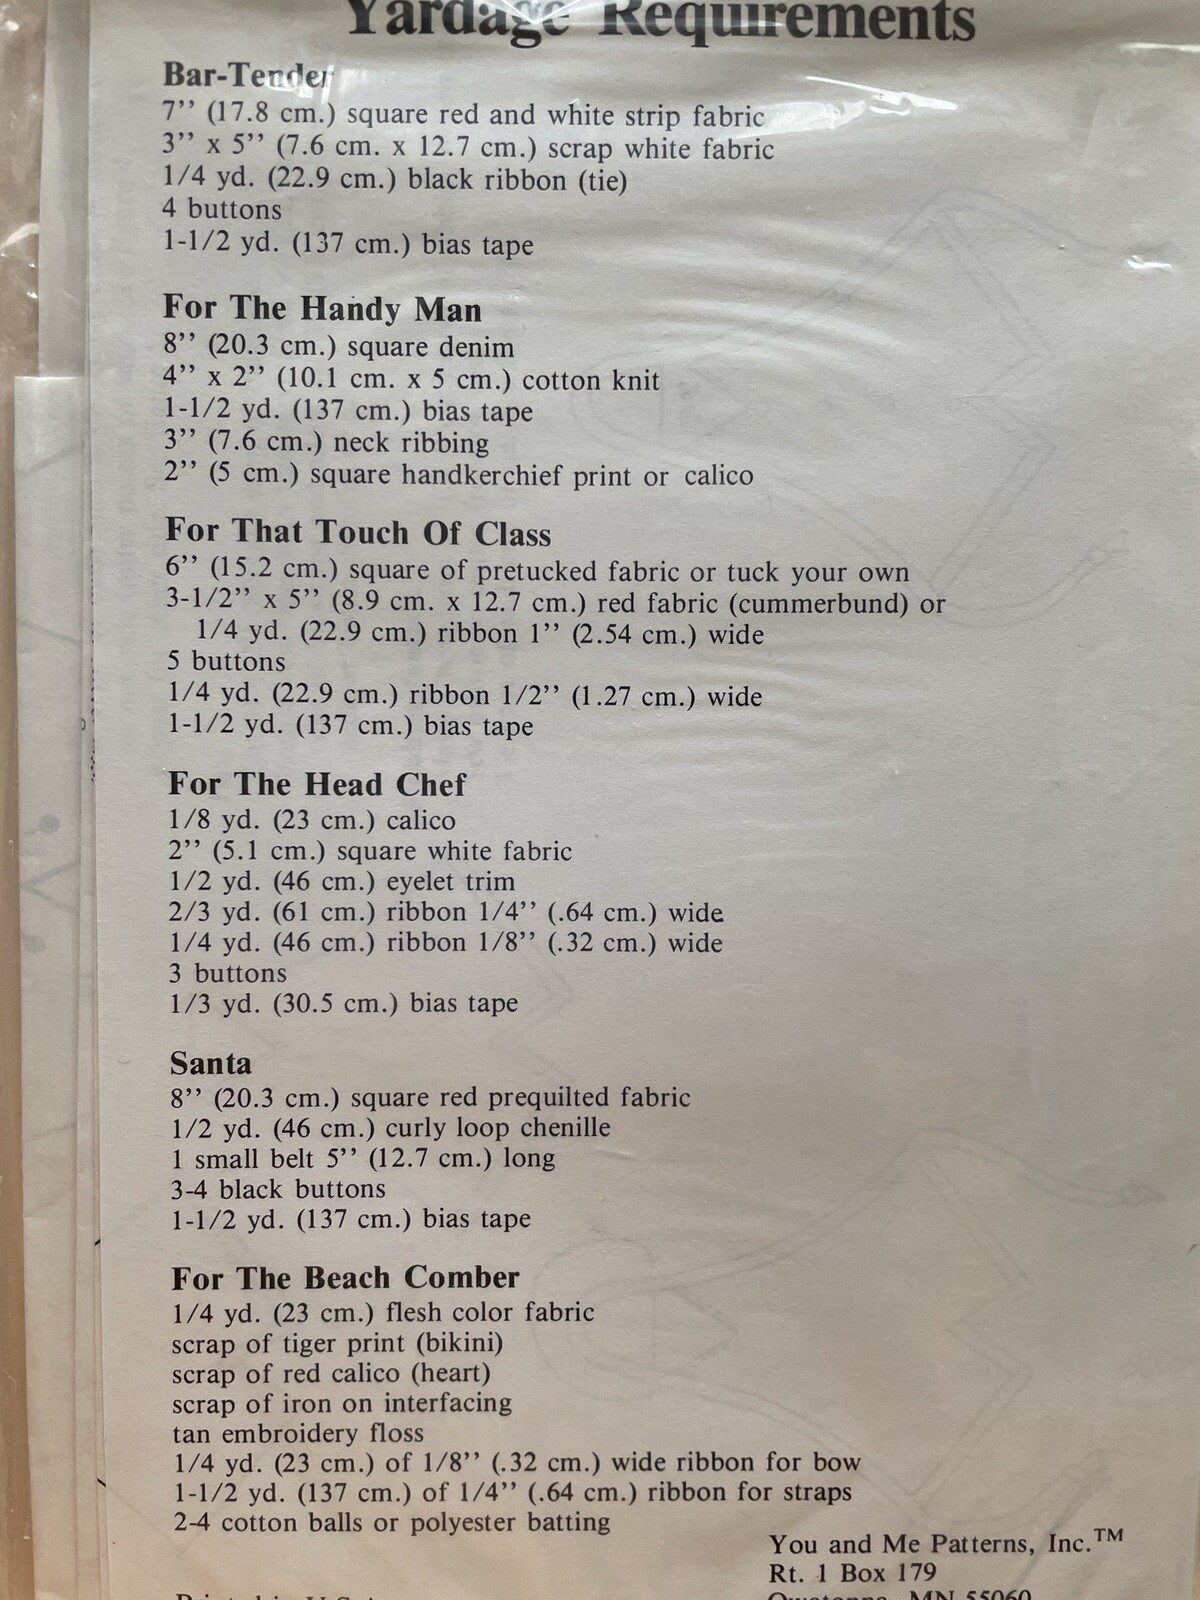 Yardage Requirements
Bar-Tender
7'' (17.8 cm.) square red and white strip fabric
3'' x 5'' (7.6 cm. x 12.7 cm.) scrap white fabric
1/4 yd. (22.9 cm.) black ribbon (tie)
4 buttons
1-1/2 yd. (137 cm.) bias tape
For The Handy Man
8'' (20.3 cm.) square denim
4'' x 2'' (10.1 cm. x 5 cm.) cotton knit
1-1/2 yd. (137 cm.) bias tape
3'' (7.6 cm.) neck ribbing
2'' (5 cm.) square handkerchief print or calico
For That Touch Of Class
6'' (15.2 cm.) square of pretucked fabric or tuck your own
3-1/2'' x 5'' (8.9 cm. x 12.7 cm.) red fabric (cummerbund) or
1/4 yd. (22.9 cm.) ribbon 1'' (2.54 cm.) wide
5 buttons
1/4 yd. (22.9 cm.) ribbon 1/2'' (1.27 cm.) wide
1-1/2 yd. (137 cm.) bias tape
For The Head Chef
1/8 yd. (23 cm.) calico
2'' (5.1 cm.) square white fabric
1/2 yd. (46 cm.) eyelet trim
2/3 yd. (61 cm.) ribbon 1/4'' (.64 cm.) wide
1/4 yd. (46 cm.) ribbon 1/8'' (.32 cm.) wide
3 buttons
1/3 yd. (30.5 cm.) bias tape
Santa
8'' (20.3 cm.) square red prequilted fabric
1/2 yd. (46 cm.) curly loop chenille
1 small belt 5'' (12.7 cm.) long
3-4 black buttons
1-1/2 yd. (137 cm.) bias tape
For The Beach Comber
1/4 yd. (23 cm.) flesh color fabric
scrap of tiger print (bikini)
scrap of red calico (heart)
scrap of iron on interfacing
tan embroidery floss
1/4 yd. (23 cm.) of 1/8'' (.32 cm.) wide ribbon for bow
1-1/2 yd. (137 cm.) of 1/4'' (.64 cm.) ribbon for straps
2-4 cotton balls or polyester batting
You and Me Patterns, Inc.™
Rt. 1 Box 179
Owatonna, MN 55060
Printed in U.S.A.